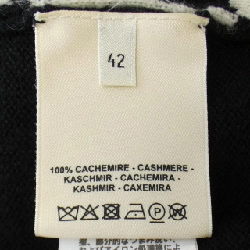 42
100% CACHEMIRE - CASHMERE -
KASCHMIR - CACHEMIRA -
KASHMIR - CAXEMIRA
P